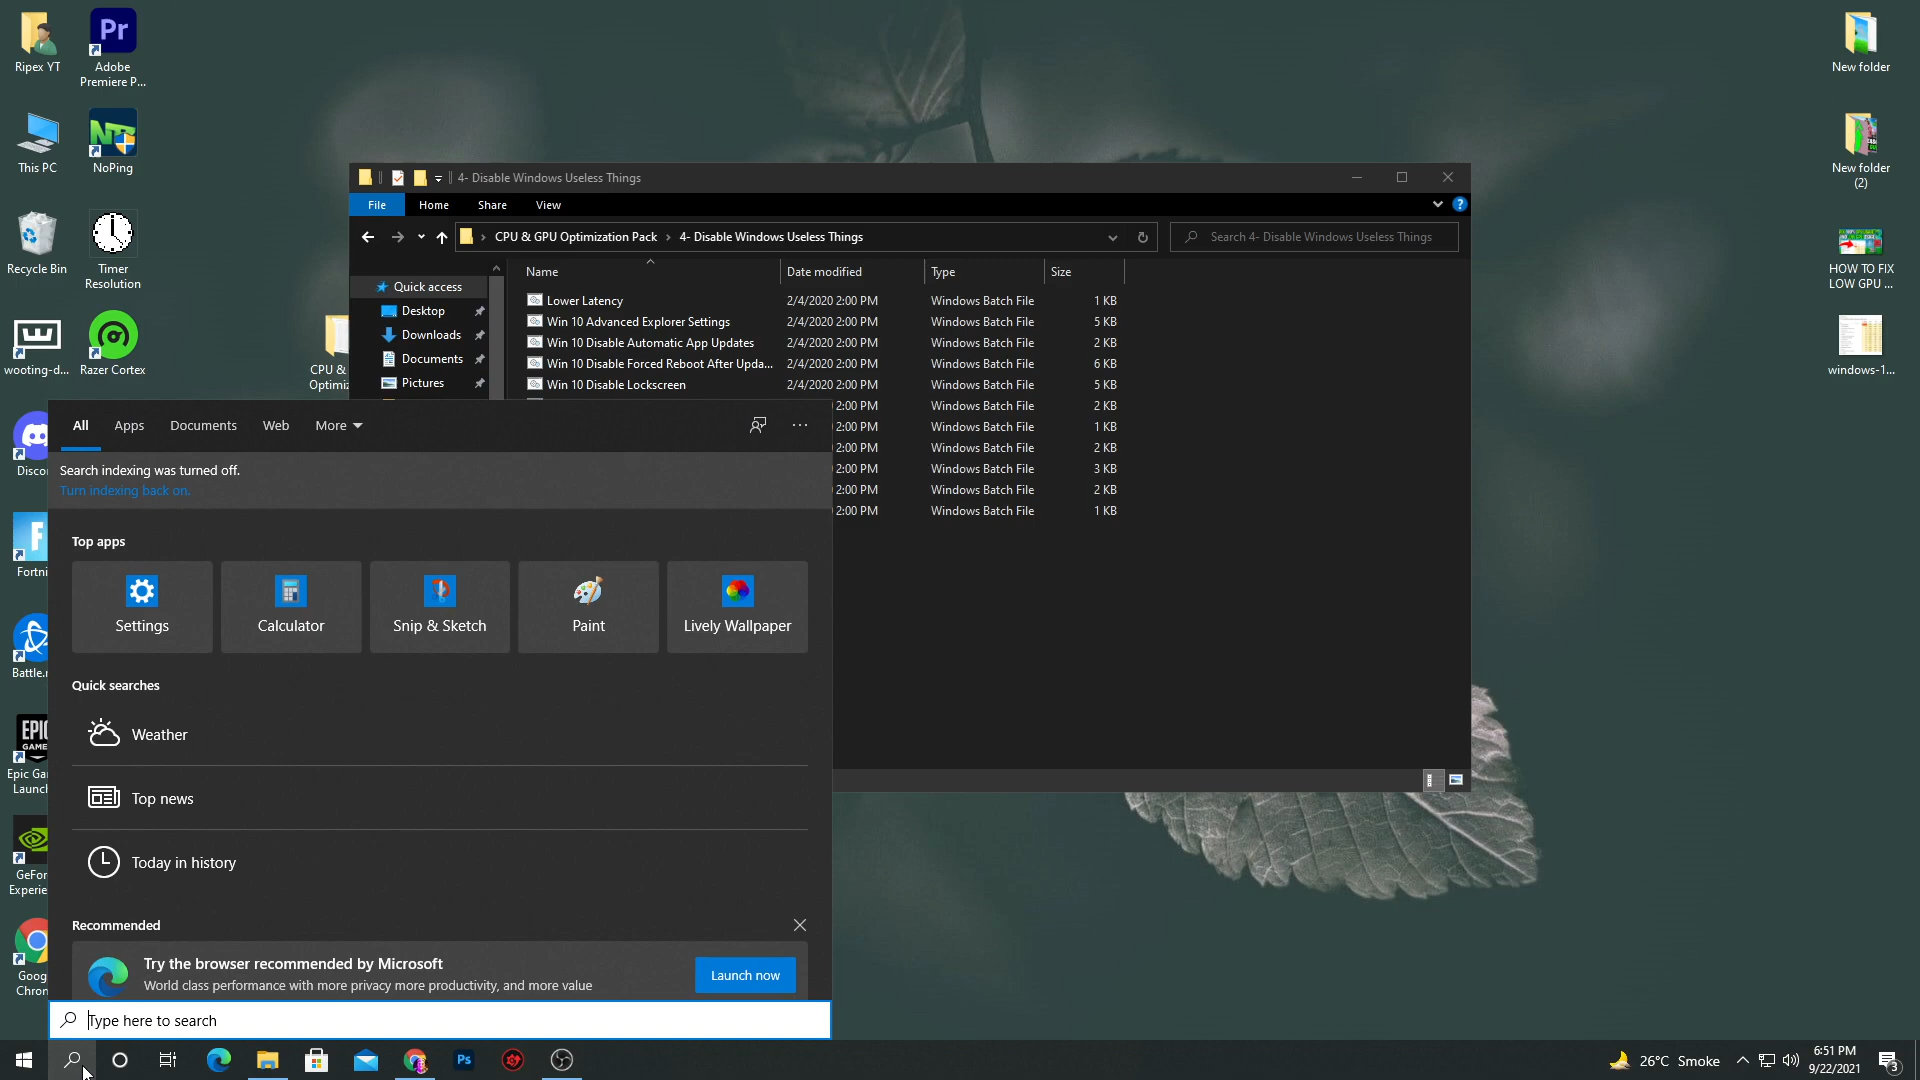 Ripex YT
Adobe
Premiere P...
Pr
This PC
NoPing
Recycle Bin
Timer
Resolution
wooting-d...
Razer Cortex
Disco
Fortni
Battle.n
EPIC
GAME
Epic Gan
Launch
GeFor
Experie
Goog
Chron
CPU &
Optimiz
New folder
New folder
(2)
HOW TO FIX
LOW GPU ...
windows-1...
4- Disable Windows Useless Things
File
Home
Share
View
CPU & GPU Optimization Pack
4- Disable Windows Useless Things
Search 4- Disable Windows Useless Things
Name
Date modified
Type
Size
Quick access
Desktop
Downloads
Documents
Pictures
Lower Latency 2/4/2020 2:00 PM Windows Batch File 1 KB
Win 10 Advanced Explorer Settings 2/4/2020 2:00 PM Windows Batch File 5 KB
Win 10 Disable Automatic App Updates 2/4/2020 2:00 PM Windows Batch File 2 KB
Win 10 Disable Forced Reboot After Upda... 2/4/2020 2:00 PM Windows Batch File 6 KB
Win 10 Disable Lockscreen 2/4/2020 2:00 PM Windows Batch File 5 KB
2:00 PM Windows Batch File 2 KB
2:00 PM Windows Batch File 1 KB
2:00 PM Windows Batch File 2 KB
2:00 PM Windows Batch File 3 KB
2:00 PM Windows Batch File 2 KB
2:00 PM Windows Batch File 1 KB
All
Apps
Documents
Web
More
Search indexing was turned off.
Turn indexing back on.
Top apps
Settings
Calculator
Snip & Sketch
Paint
Lively Wallpaper
Quick searches
Weather
Top news
Today in history
Recommended
Try the browser recommended by Microsoft
World class performance with more privacy more productivity, and more value
Launch now
Type here to search
Ps
26°C Smoke
6:51 PM
9/22/2021
3